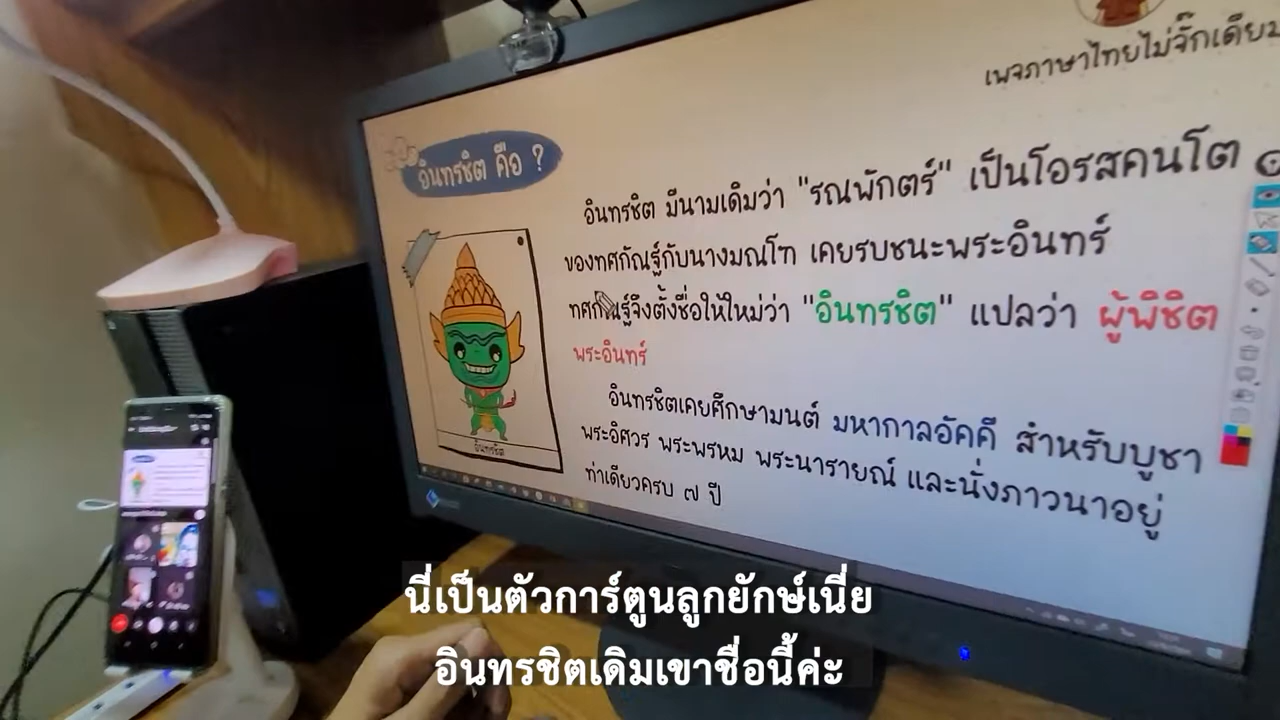 เพจภาษาไทยไม่จั๊กเดียม
อินทรชิต คือ ?
อินทรชิต มีนามเดิมว่า "รณพักตร์" เป็นโอรสคนโต
ของทศกัณฐ์กับนางมณโฑ เคยรบชนะพระอินทร์
ทศกัณฐ์จึงตั้งชื่อให้ใหม่ว่า "อินทรชิต" แปลว่า ผู้พิชิต
พระอินทร์
อินทรชิตเคยศึกษามนต์ มหากาลอัคคี สำหรับบูชา
พระอิศวร พระพรหม พระนารายณ์ และนั่งภาวนาอยู่
ท่าเดียวครบ ๗ ปี
อินทรชิต
นี่เป็นตัวการ์ตูนลูกยักษ์เนี่ย
อินทรชิตเดิมเขาชื่อนี้ค่ะ